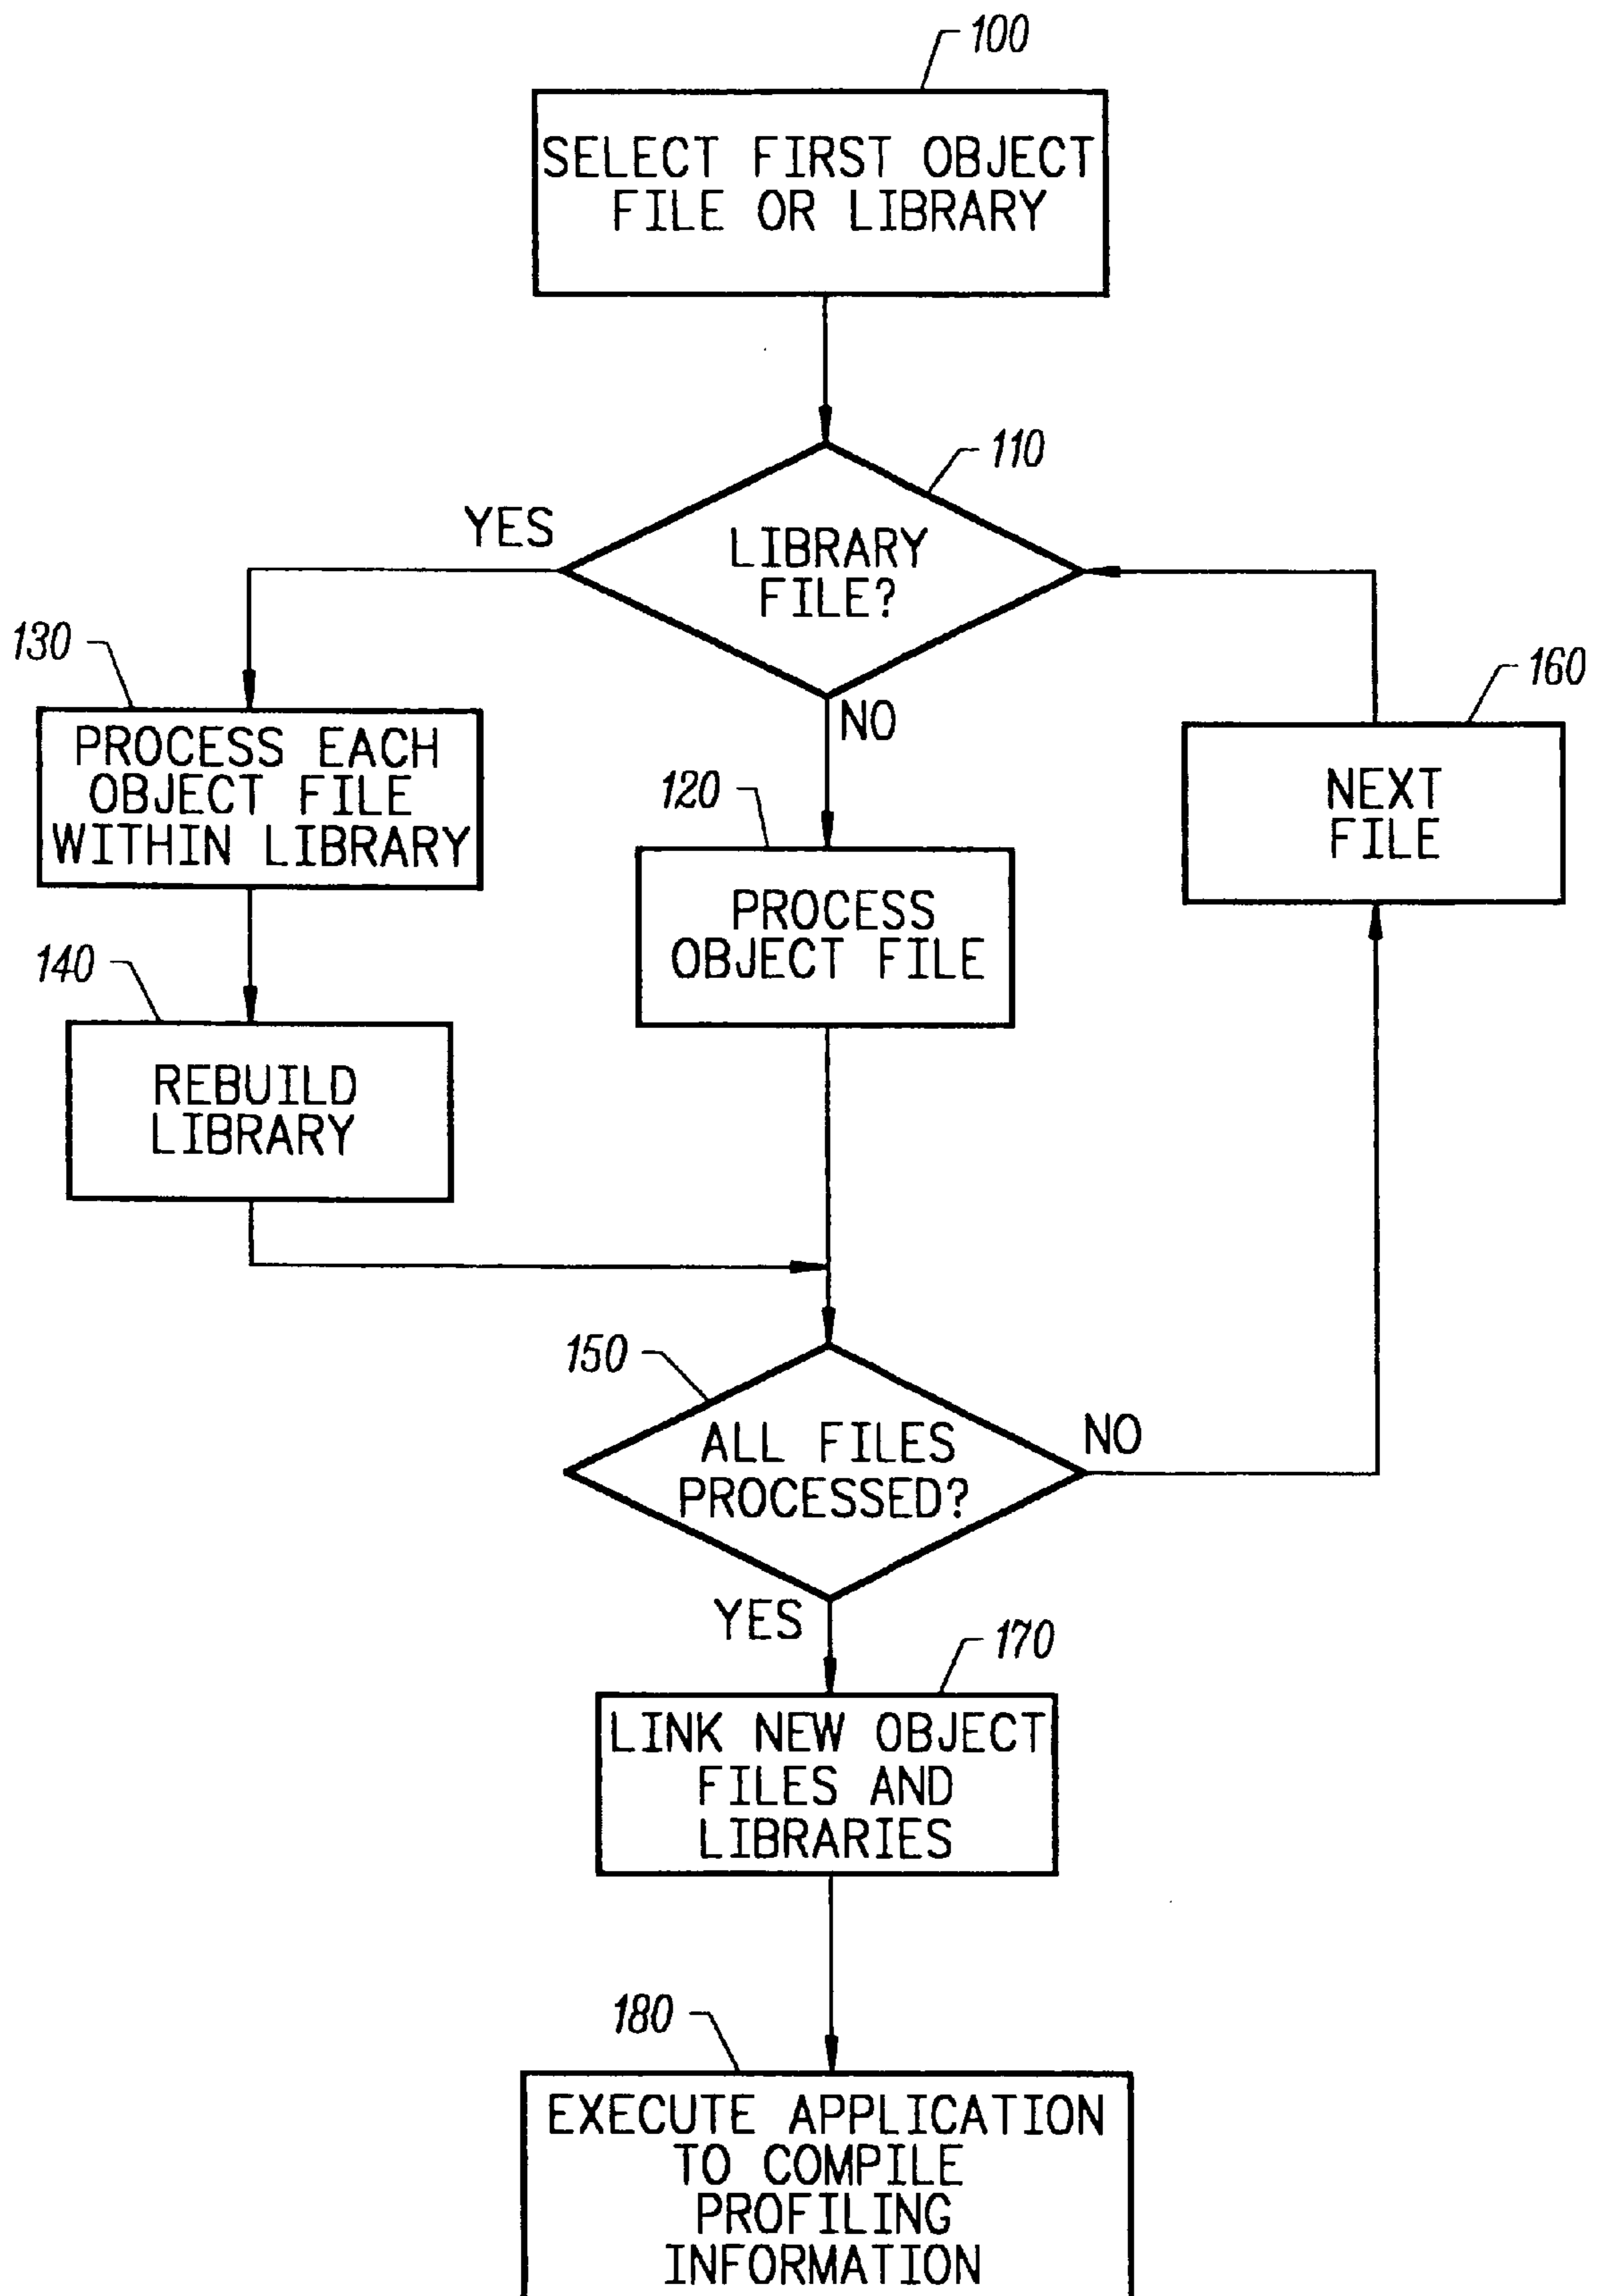 100
SELECT FIRST OBJECT
FILE OR LIBRARY
110
YES
LIBRARY
FILE?
130
160
NO
PROCESS EACH
OBJECT FILE
WITHIN LIBRARY
120
NEXT
FILE
PROCESS
OBJECT FILE
140
REBUILD
LIBRARY
150
ALL FILES
PROCESSED?
NO
YES
170
LINK NEW OBJECT
FILES AND
LIBRARIES
180
EXECUTE APPLICATION
TO COMPILE
PROFILING
INFORMATION